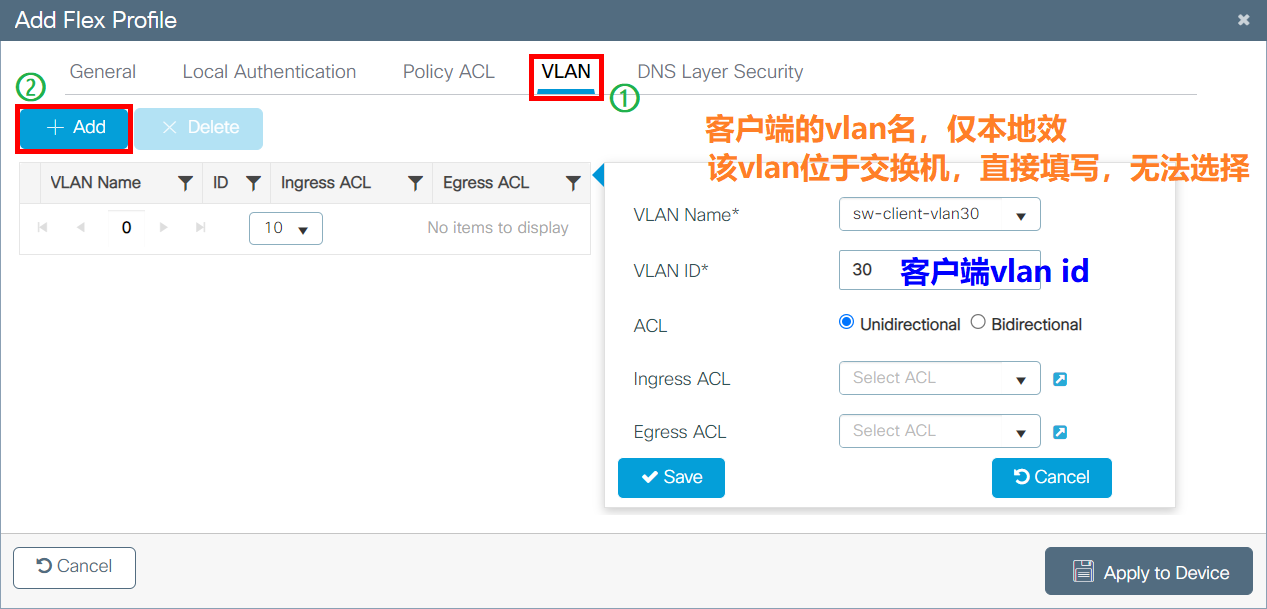 Add Flex Profile
General Local Authentication Policy ACL VLAN DNS Layer Security
② ①
Add Delete
客户端的vlan名，仅本地效
该vlan位于交换机，直接填写，无法选择
VLAN Name ID Ingress ACL Egress ACL
0 10 No items to display
VLAN Name* sw-client-vlan30
VLAN ID* 30 客户端vlan id
ACL Unidirectional Bidirectional
Ingress ACL Select ACL
Egress ACL Select ACL
Save Cancel
Cancel Apply to Device